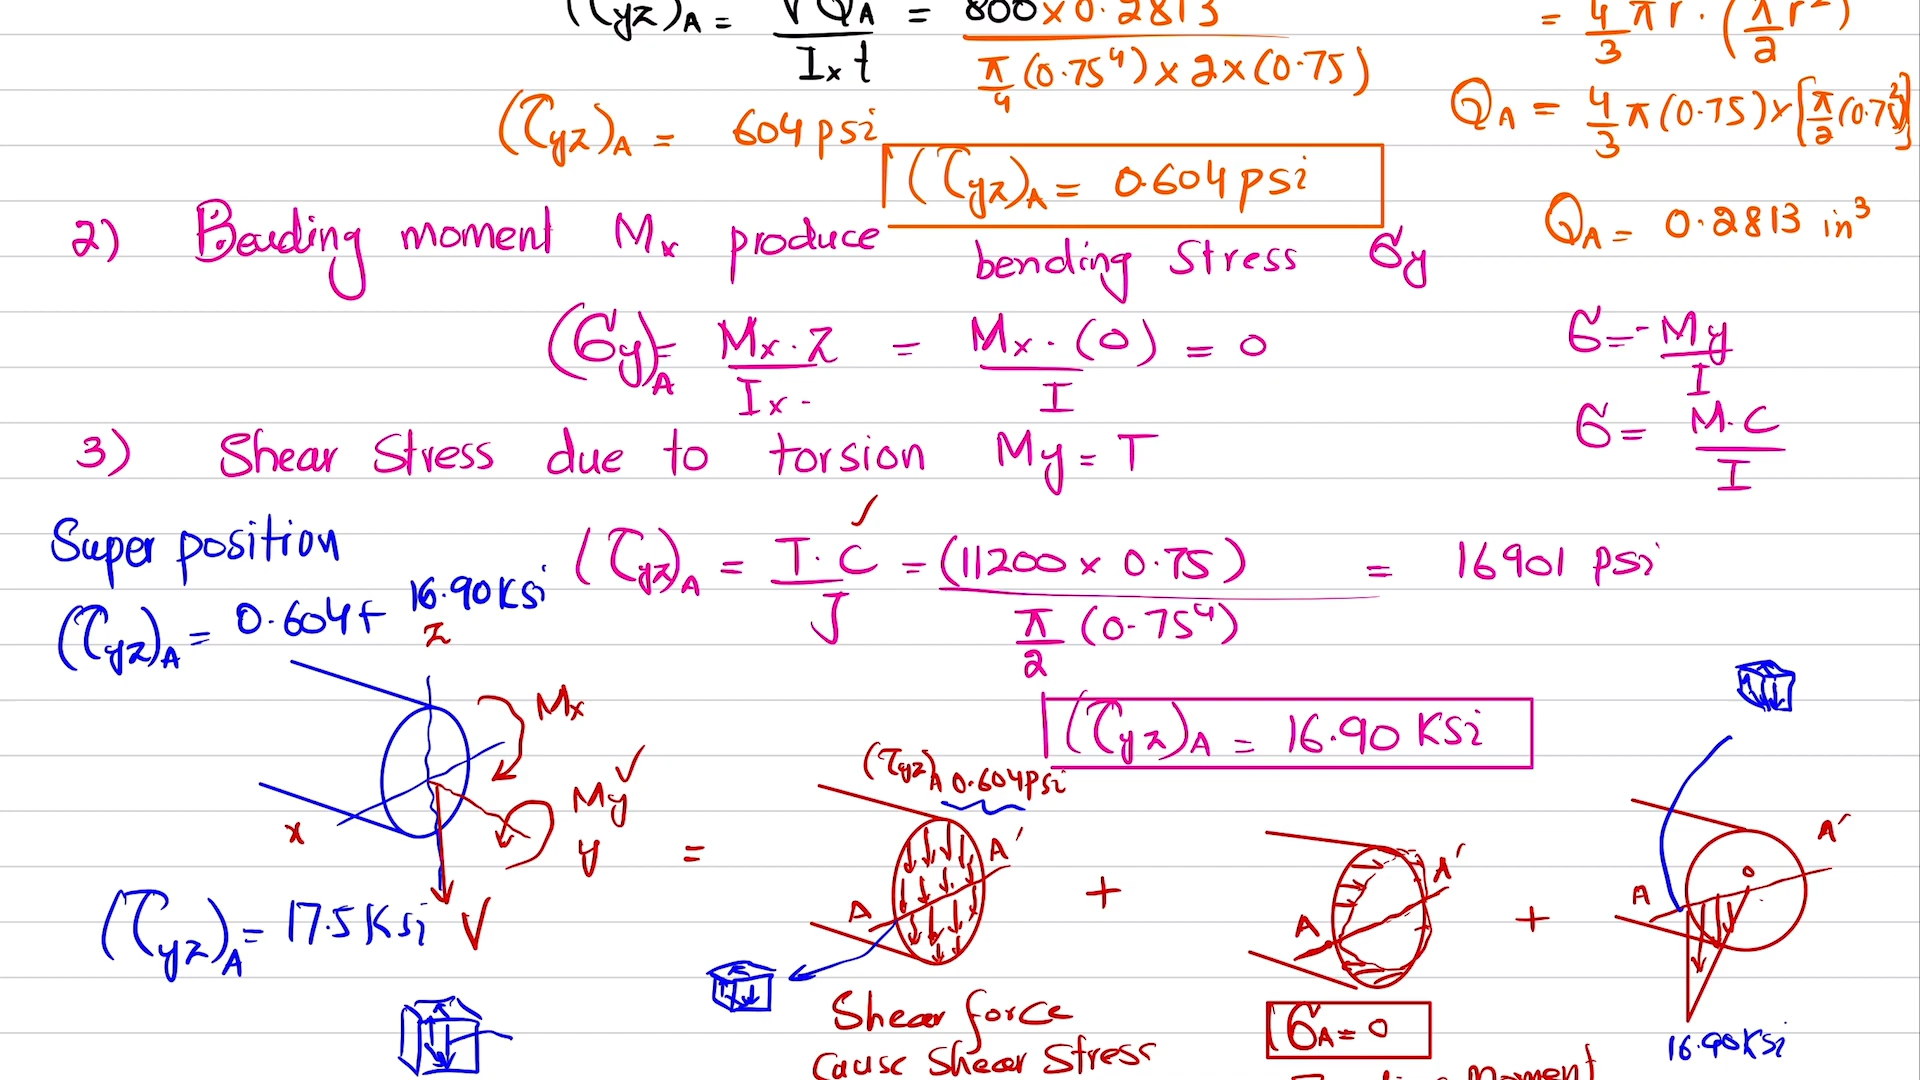 (τyz)A = VQA / Ix t = 800×0.2813 / π/4 (0.75⁴)×2×(0.75)
= 4/3 π r · (π/2 r²)
(τyz)A = 604 psi
QA = 4/3 π(0.75)×[π/2 (0.75²)]
(τyz)A = 0.604 psi
QA = 0.2813 in³
2) Bending moment Mx produce bending Stress σy
(σy)A = Mx·z / Ix = Mx·(0) / I = 0
σ = -My / I
σ = M·C / I
3) Shear Stress due to torsion My = T
Super position
(τyz)A = T·C / J = (11200 × 0.75) / π/2 (0.75⁴) = 16901 psi
(τyz)A = 0.604 + 16.90 Ksi
(τyz)A = 16.90 Ksi
z
Mx
My
y
x
V
(τyz)A = 17.5 Ksi
=
(τyz)A 0.604 psi
A'
A
+
A'
A
+
A'
A
0
Shear force
cause Shear Stress
σA = 0
16.90 Ksi
moment